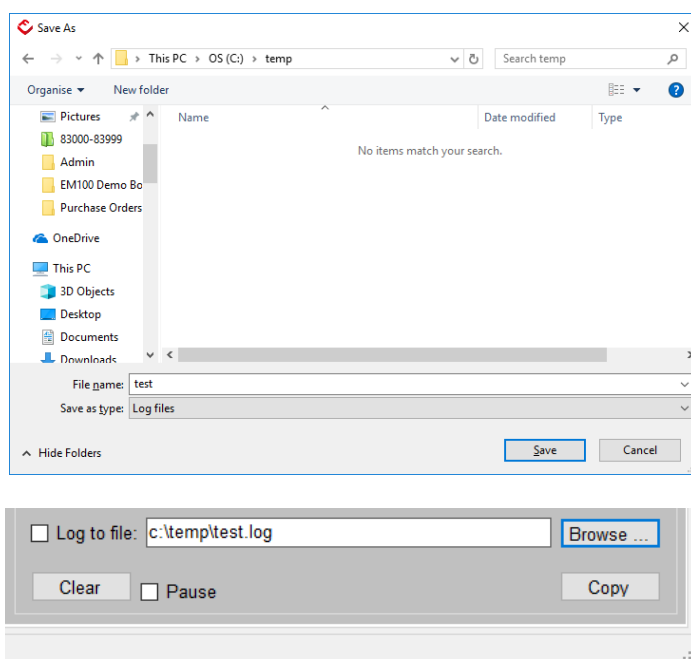 Save As
This PC > OS (C:) > temp
Search temp
Organise
New folder
Pictures
Name
Date modified
Type
83000-83999
No items match your search.
Admin
EM100 Demo Bo
Purchase Orders
OneDrive
This PC
3D Objects
Desktop
Documents
Downloads
File name: test
Save as type: Log files
Hide Folders
Save
Cancel
Log to file: c:\temp\test.log
Browse ...
Clear
Pause
Copy